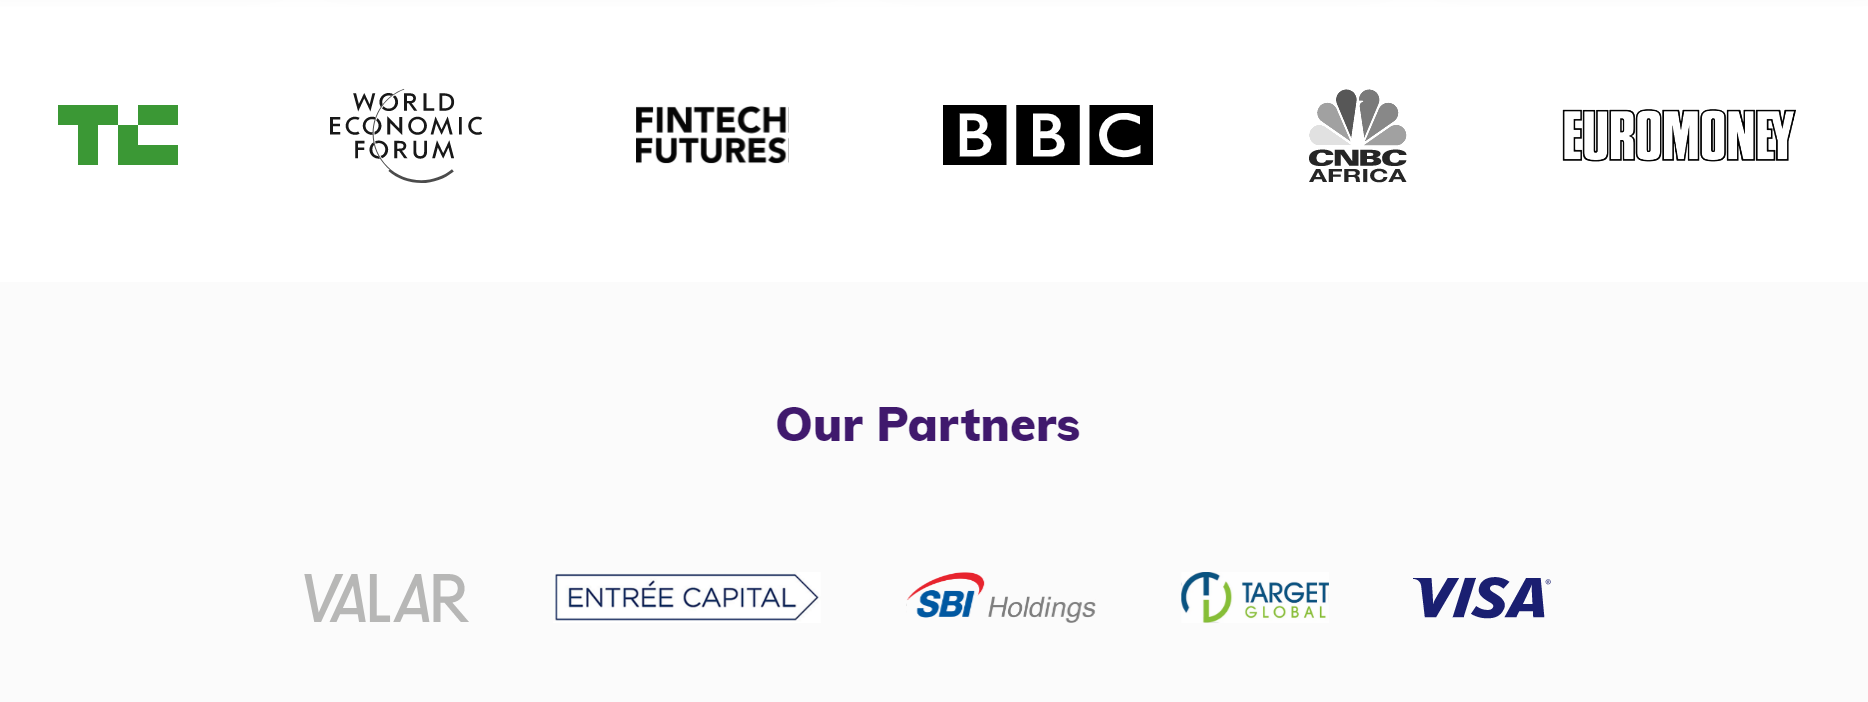 TC
WORLD
ECONOMIC
FORUM
FINTECH
FUTURES
BBC
CNBC
AFRICA
EUROMONEY
Our Partners
VALAR
ENTRÉE CAPITAL
SBI Holdings
TARGET
GLOBAL
VISA®